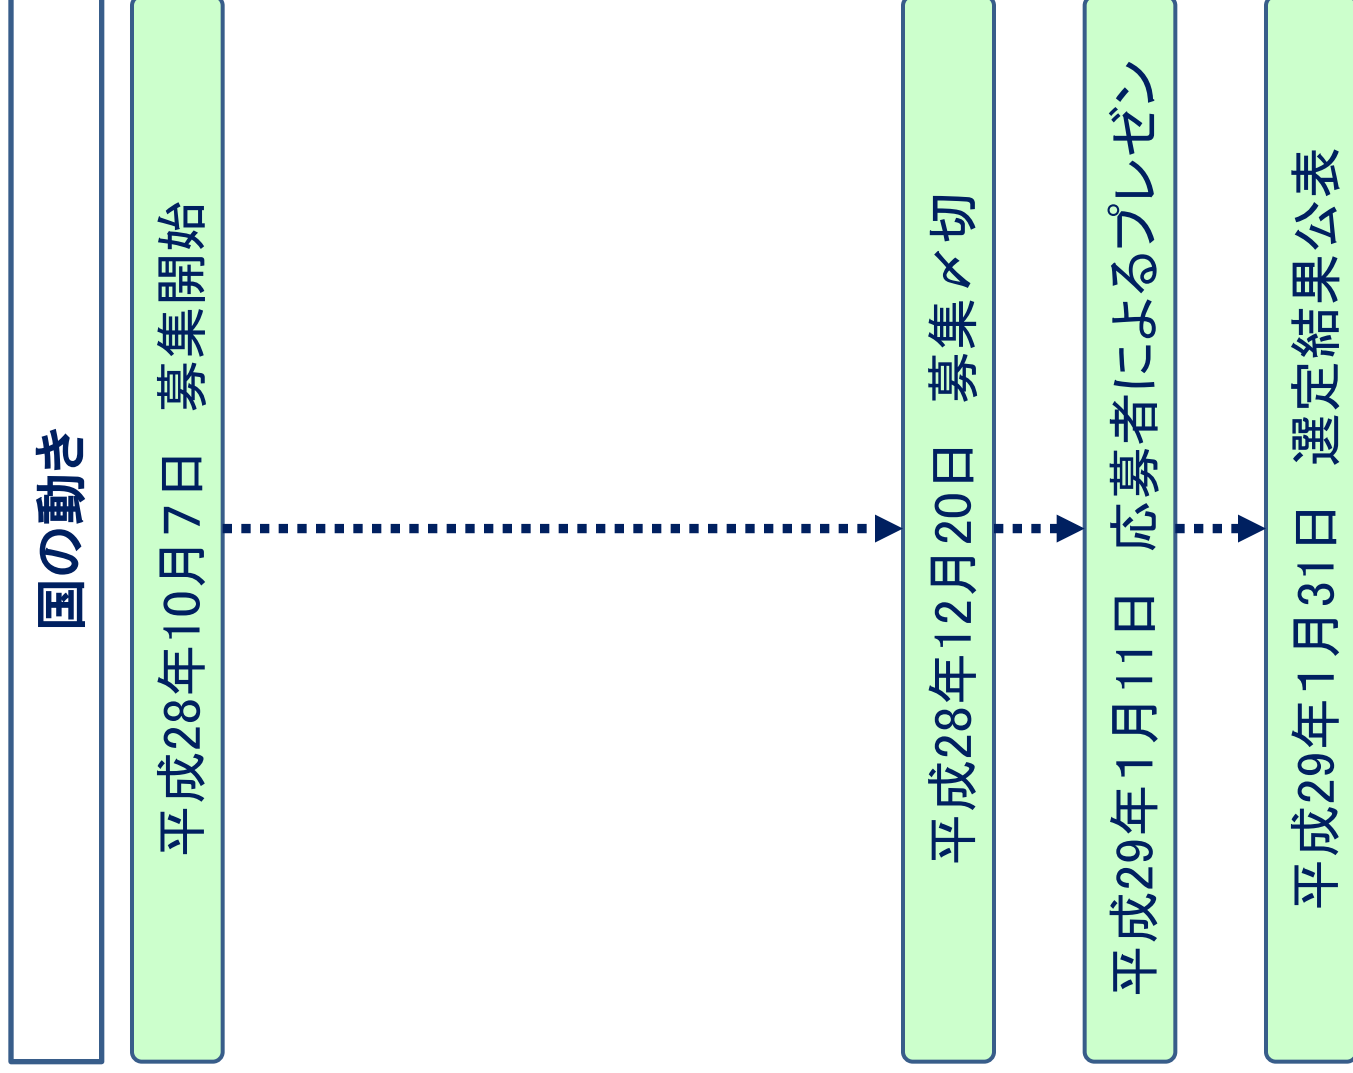 国の動き
平成28年10月7日　募集開始
平成28年12月20日　募集〆切
平成29年1月11日　応募者によるプレゼン
平成29年1月31日　選定結果公表